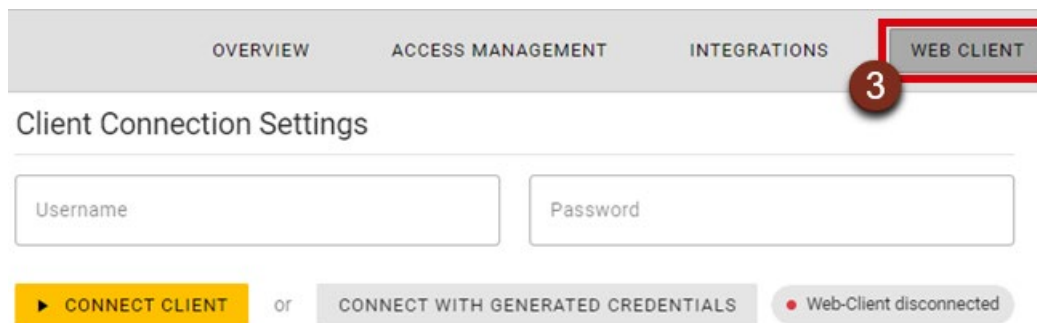 OVERVIEW ACCESS MANAGEMENT INTEGRATIONS WEB CLIENT
3
Client Connection Settings
Username Password
CONNECT CLIENT or CONNECT WITH GENERATED CREDENTIALS Web-Client disconnected